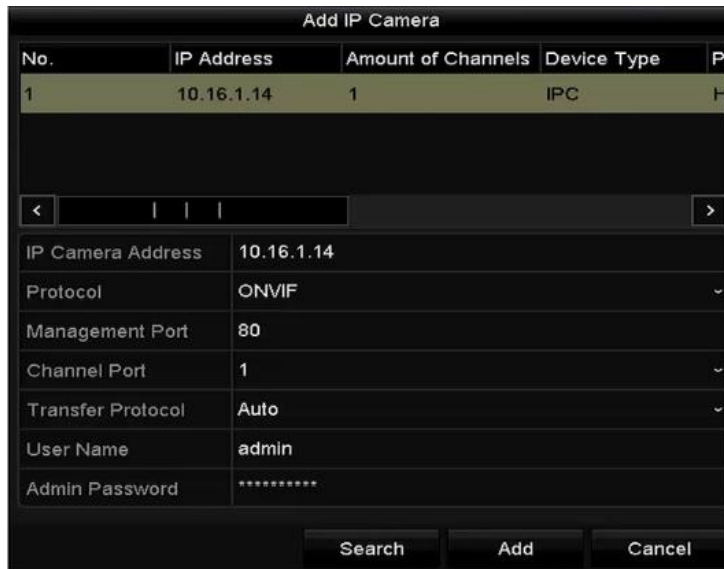 Add IP Camera
No. IP Address Amount of Channels Device Type P
1 10.16.1.14 1 IPC H
< >
IP Camera Address 10.16.1.14
Protocol ONVIF
Management Port 80
Channel Port 1
Transfer Protocol Auto
User Name admin
Admin Password **********
Search Add Cancel